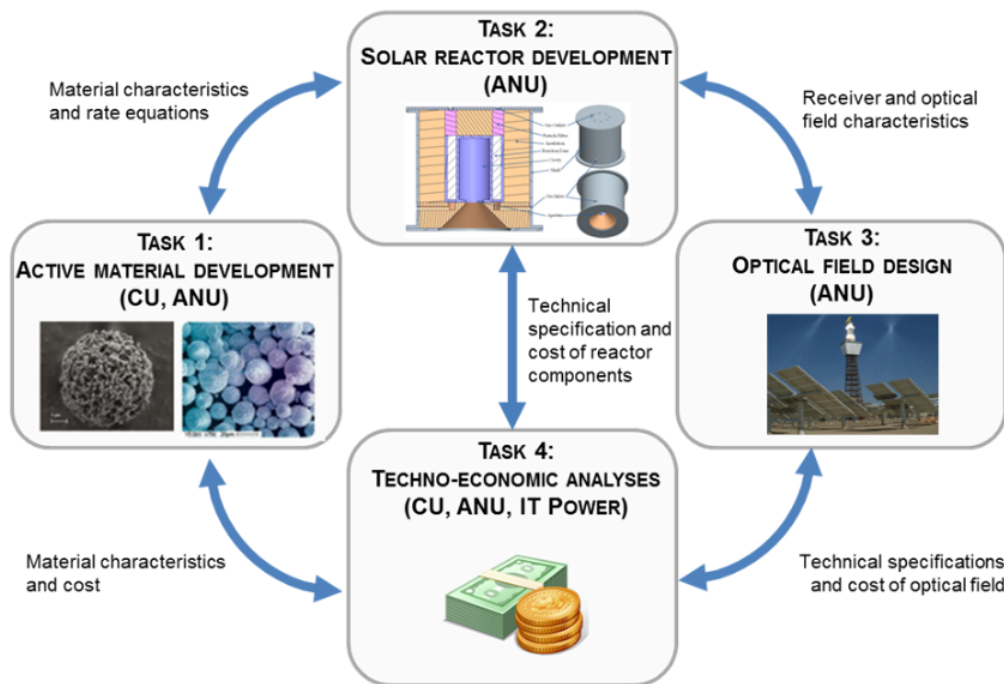 TASK 2:
SOLAR REACTOR DEVELOPMENT
(ANU)
Material characteristics
and rate equations
Receiver and optical
field characteristics
TASK 1:
ACTIVE MATERIAL DEVELOPMENT
(CU, ANU)
TASK 3:
OPTICAL FIELD DESIGN
(ANU)
Technical
specification and
cost of reactor
components
TASK 4:
TECHNO-ECONOMIC ANALYSES
(CU, ANU, IT POWER)
Material characteristics
and cost
Technical specifications
and cost of optical field